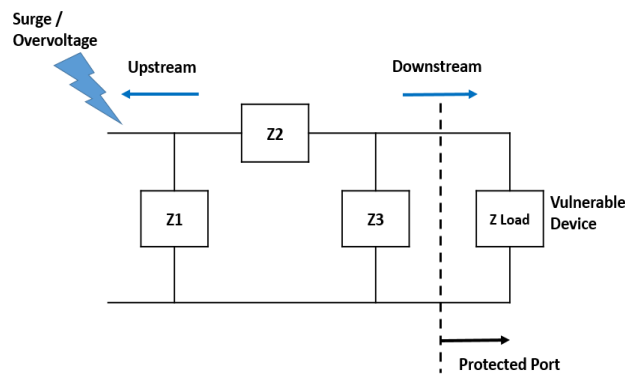 Surge /
Overvoltage
Upstream
Downstream
Z2
Z1
Z3
Z Load
Vulnerable
Device
Protected Port